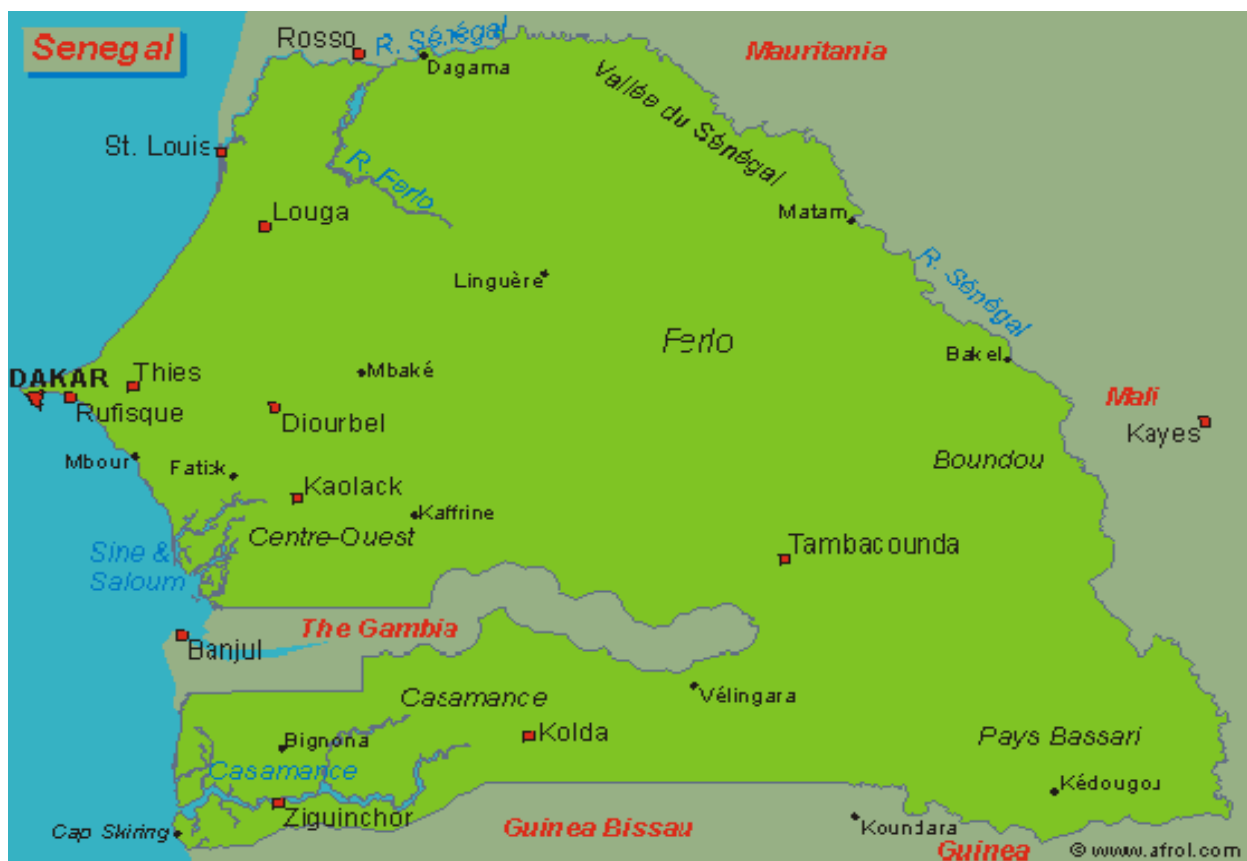 Senegal
Rosso
R. Sénégal
Dagama
Mauritania
Vallée du Sénégal
St. Louis
R. Ferlo
Louga
Matam
Linguère
R. Sénégal
Ferlo
Bakel
DAKAR
Thies
Mbaké
Mali
Rufisque
Diourbel
Kayes
Mbour
Fatick
Boundou
Kaolack
Kaffrine
Centre-Ouest
Tambacounda
Sine &
Saloum
The Gambia
Banjul
Casamance
Vélingara
Bignona
Kolda
Pays Bassari
Casamance
Kédougou
Ziguinchor
Cap Skiring
Guinea Bissau
Koundara
Guinea
© www.afrol.com